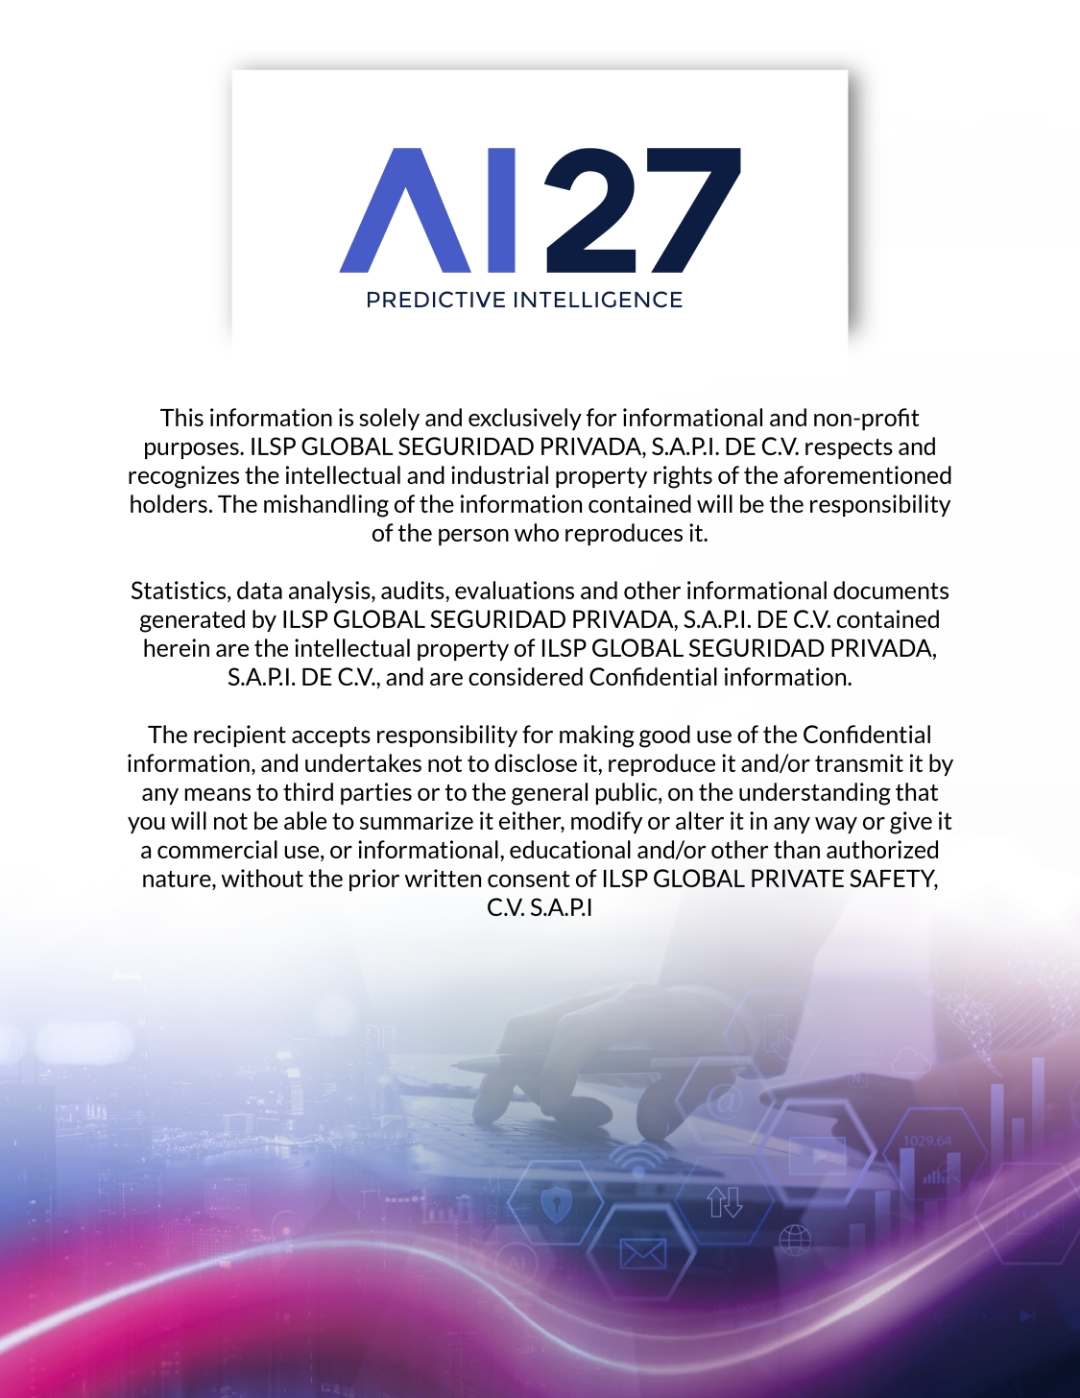 AI27
PREDICTIVE INTELLIGENCE
This information is solely and exclusively for informational and non-profit
purposes. ILSP GLOBAL SEGURIDAD PRIVADA, S.A.P.I. DE C.V. respects and
recognizes the intellectual and industrial property rights of the aforementioned
holders. The mishandling of the information contained will be the responsibility
of the person who reproduces it.
Statistics, data analysis, audits, evaluations and other informational documents
generated by ILSP GLOBAL SEGURIDAD PRIVADA, S.A.P.I. DE C.V. contained
herein are the intellectual property of ILSP GLOBAL SEGURIDAD PRIVADA,
S.A.P.I. DE C.V., and are considered Confidential information.
The recipient accepts responsibility for making good use of the Confidential
information, and undertakes not to disclose it, reproduce it and/or transmit it by
any means to third parties or to the general public, on the understanding that
you will not be able to summarize it either, modify or alter it in any way or give it
a commercial use, or informational, educational and/or other than authorized
nature, without the prior written consent of ILSP GLOBAL PRIVATE SAFETY,
C.V. S.A.P.I
@
1029.64
AI